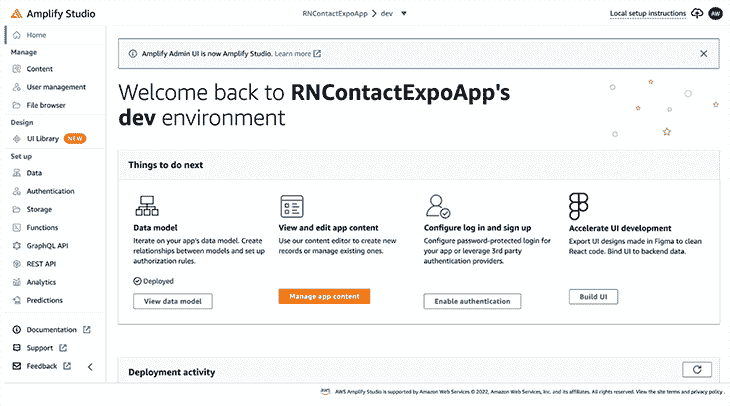 Amplify Studio
RNContactExpoApp > dev
Local setup instructions
AW
Home
Manage
Content
User management
File browser
Design
UI Library NEW
Set up
Data
Authentication
Storage
Functions
GraphQL API
REST API
Analytics
Predictions
Documentation
Support
Feedback
Amplify Admin UI is now Amplify Studio. Learn more
Welcome back to RNContactExpoApp's
dev environment
Things to do next
Data model
Iterate on your app's data model. Create
relationships between models and set up
authorization rules.
Deployed
View data model
View and edit app content
Use our content editor to create new
records or manage existing ones.
Manage app content
Configure log in and sign up
Configure password-protected login for
your app or leverage 3rd party
authentication providers.
Enable authentication
Accelerate UI development
Export UI designs made in Figma to clean
React code. Bind UI to backend data.
Build UI
Deployment activity
aws AWS Amplify Studio is supported by Amazon Web Services © 2022, Amazon Web Services, Inc. and its affiliates. All rights reserved. View the site terms and privacy policy.